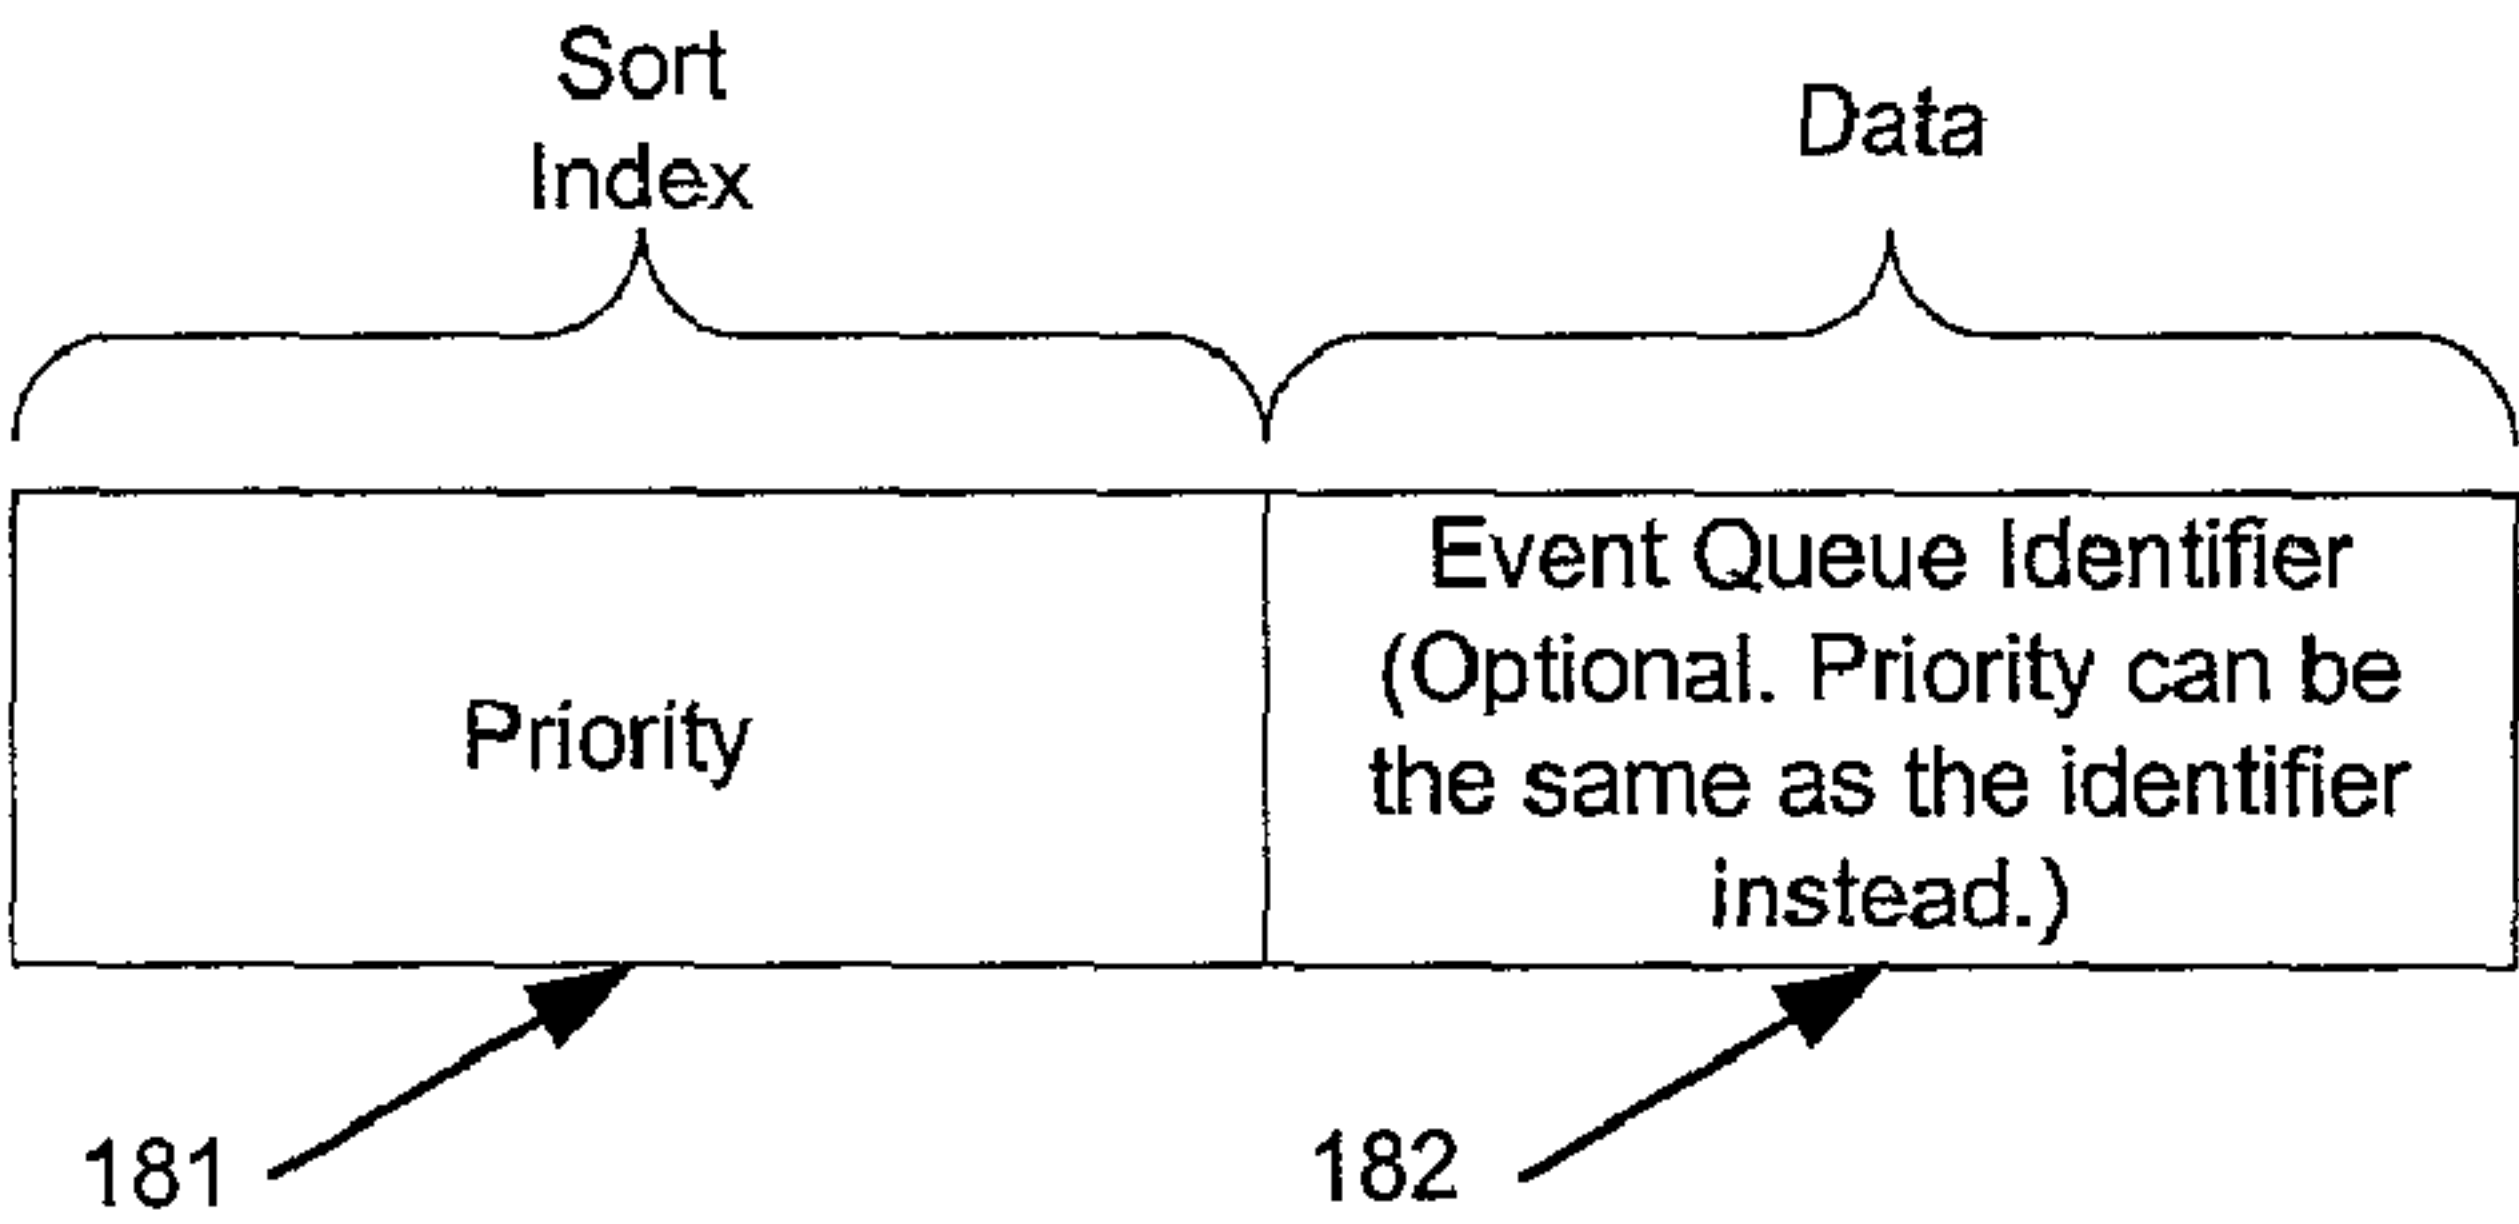 Sort
Index
Data
Priority
Event Queue Identifier
(Optional. Priority can be
the same as the identifier
instead.)
181
182